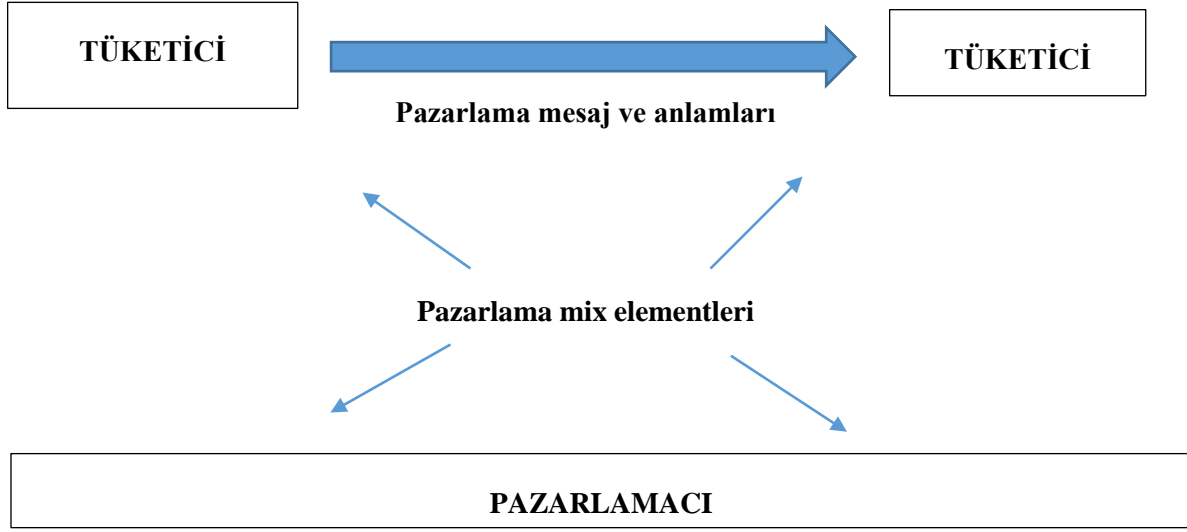 TÜKETİCİ
TÜKETİCİ
Pazarlama mesaj ve anlamları
Pazarlama mix elementleri
PAZARLAMACI